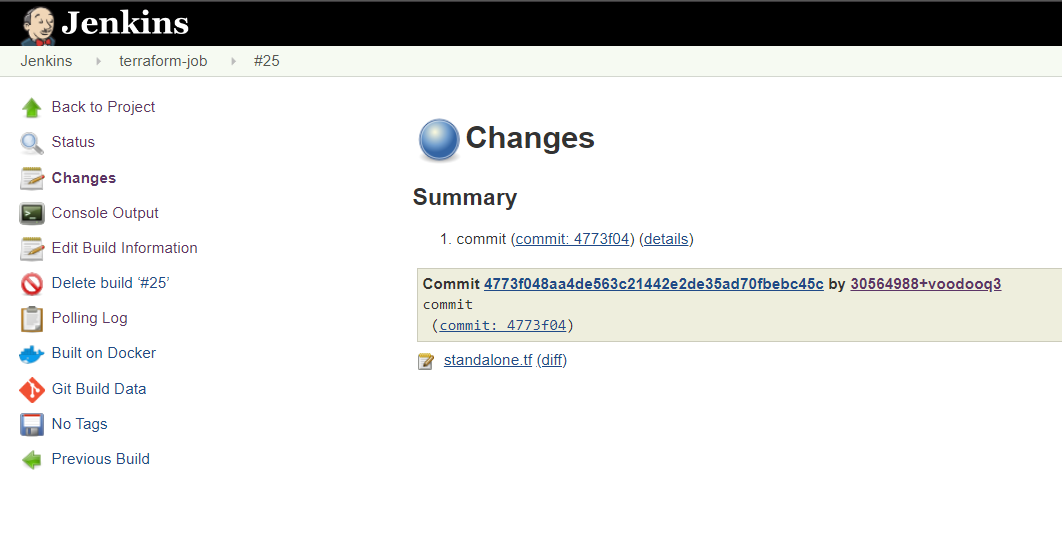 Jenkins
Jenkins terraform-job #25
Back to Project
Status
Changes
Console Output
Edit Build Information
Delete build ‘#25’
Polling Log
Built on Docker
Git Build Data
No Tags
Previous Build
Changes
Summary
1. commit (commit: 4773f04) (details)
Commit 4773f048aa4de563c21442e2de35ad70fbebc45c by 30564988+voodooq3
commit
(commit: 4773f04)
standalone.tf (diff)